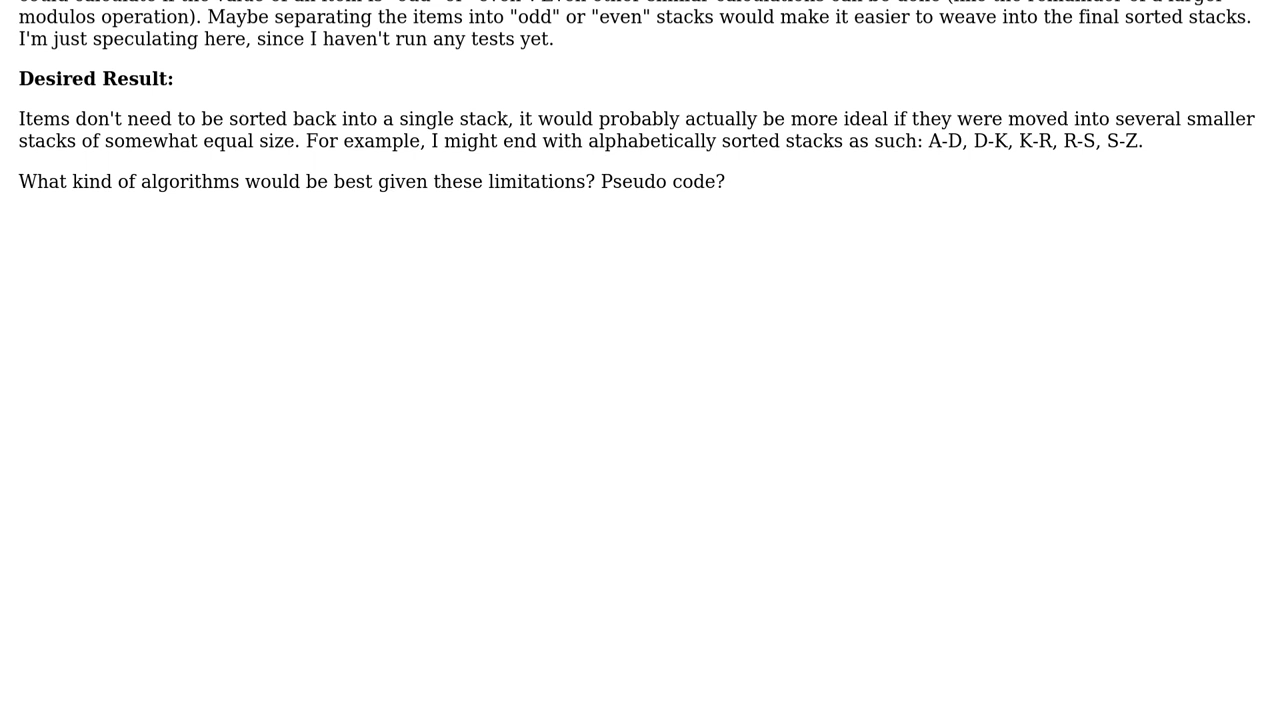 modulos operation). Maybe separating the items into "odd" or "even" stacks would make it easier to weave into the final sorted stacks.
I'm just speculating here, since I haven't run any tests yet.
Desired Result:
Items don't need to be sorted back into a single stack, it would probably actually be more ideal if they were moved into several smaller
stacks of somewhat equal size. For example, I might end with alphabetically sorted stacks as such: A-D, D-K, K-R, R-S, S-Z.
What kind of algorithms would be best given these limitations? Pseudo code?